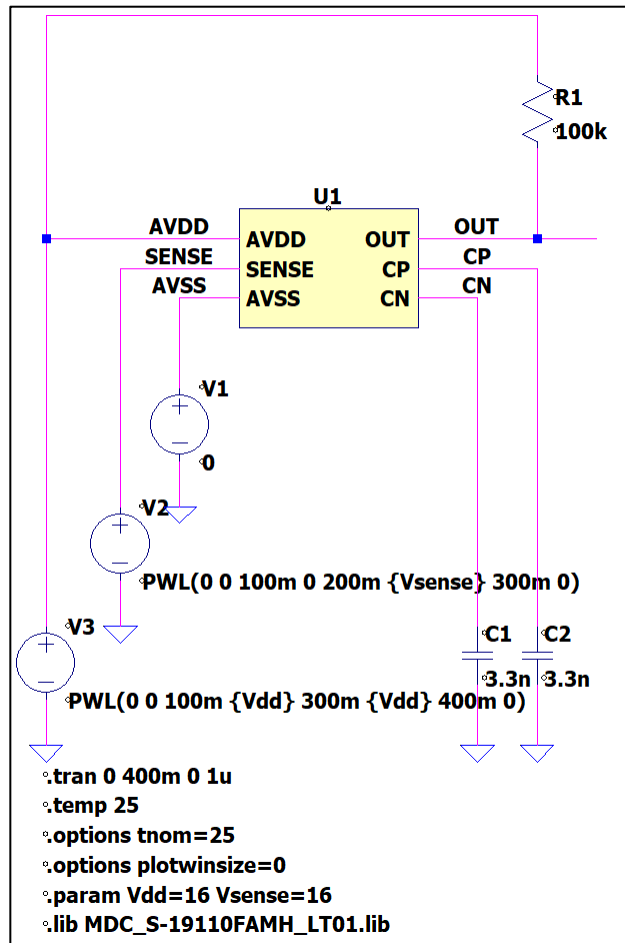 R1
100k
U1
AVDD
SENSE
AVSS
AVDD
SENSE
AVSS
OUT
CP
CN
OUT
CP
CN
V1
0
V2
PWL(0 0 100m 0 200m {Vsense} 300m 0)
V3
PWL(0 0 100m {Vdd} 300m {Vdd} 400m 0)
C1
3.3n
C2
3.3n
.tran 0 400m 0 1u
.temp 25
.options tnom=25
.options plotwinsize=0
.param Vdd=16 Vsense=16
.lib MDC_S-19110FAMH_LT01.lib